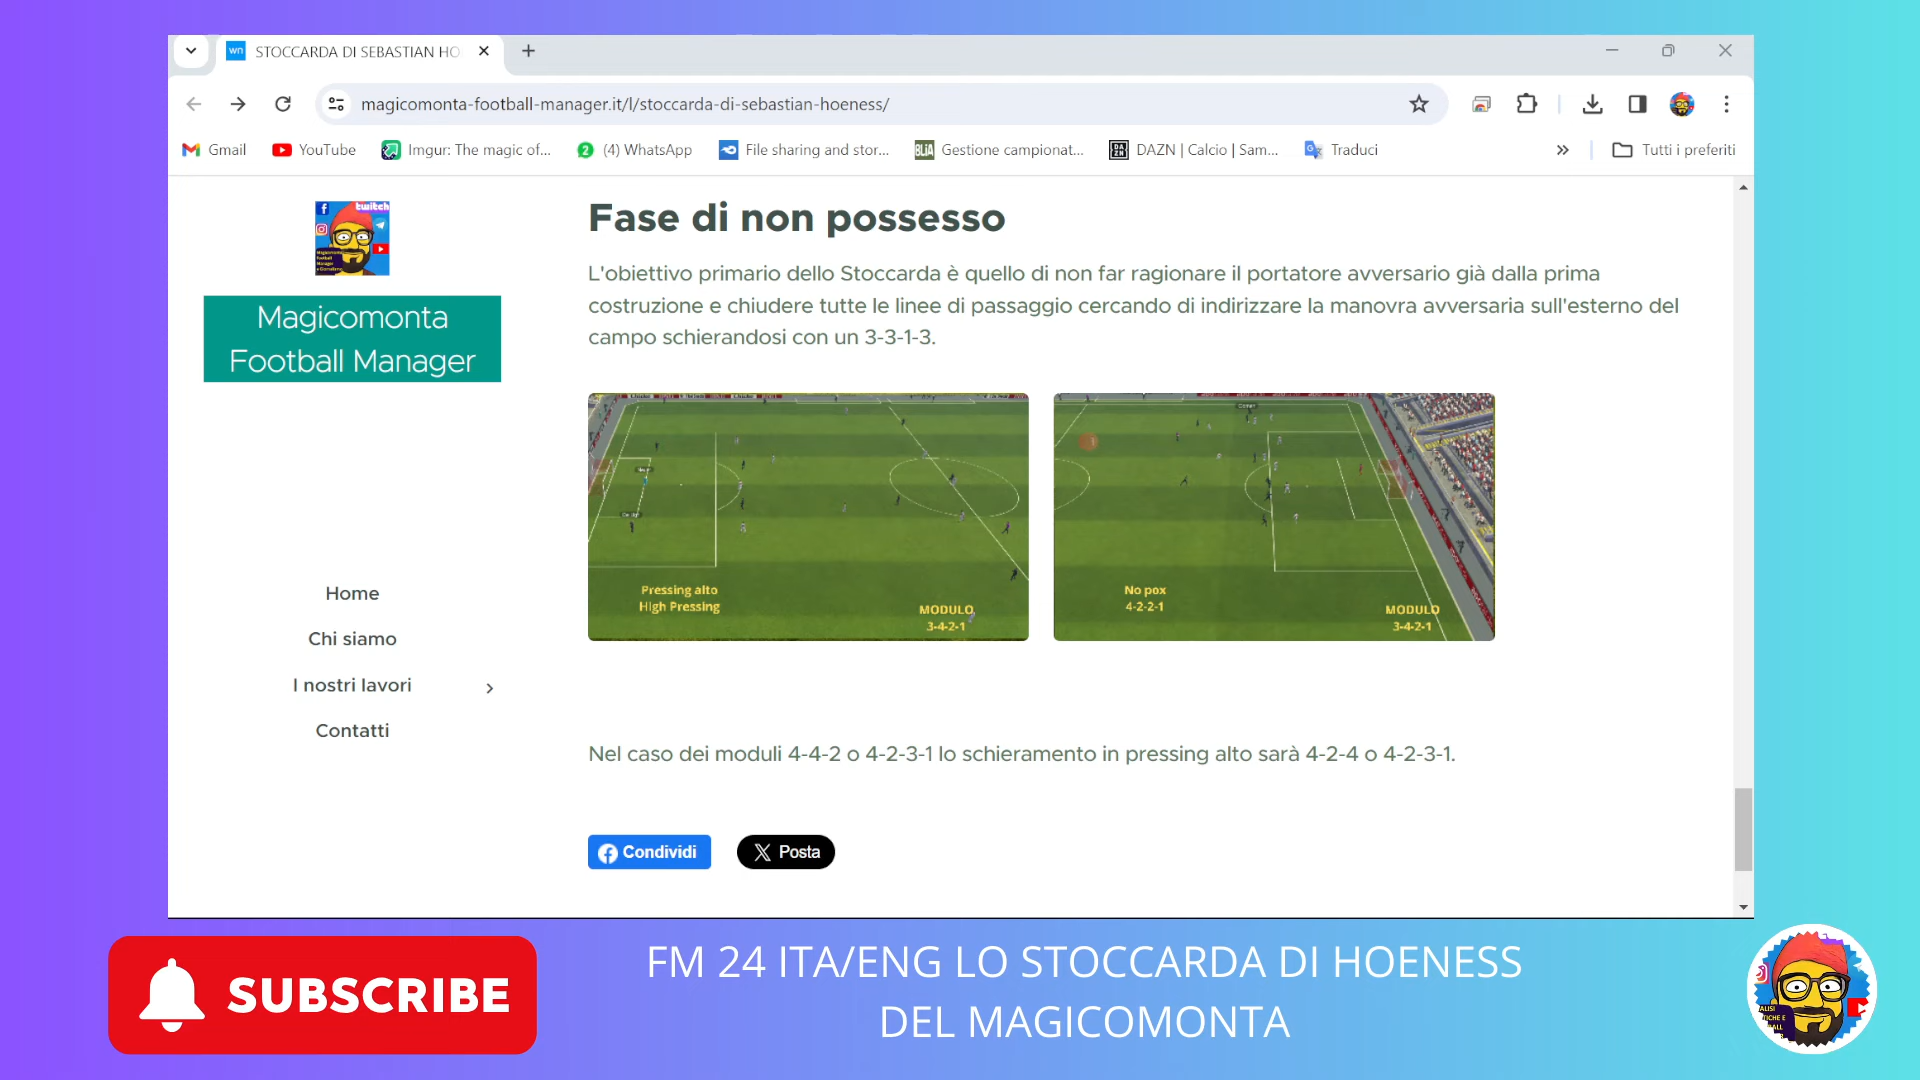 STOCCARDA DI SEBASTIAN HO
magicomonta-football-manager.it/l/stoccarda-di-sebastian-hoeness/
Gmail
YouTube
Imgur: The magic of...
(4) WhatsApp
File sharing and stor...
Gestione campionat...
DAZN | Calcio | Sam...
Traduci
Tutti i preferiti
twitch
Magicomonta
Football Manager
Home
Chi siamo
I nostri lavori
Contatti
Fase di non possesso
L'obiettivo primario dello Stoccarda è quello di non far ragionare il portatore avversario già dalla prima
costruzione e chiudere tutte le linee di passaggio cercando di indirizzare la manovra avversaria sull'esterno del
campo schierandosi con un 3-3-1-3.
Pressing alto
High Pressing
MODULO
3-4-2-1
No pox
4-2-2-1
MODULO
3-4-2-1
Nel caso dei moduli 4-4-2 o 4-2-3-1 lo schieramento in pressing alto sarà 4-2-4 o 4-2-3-1.
Condividi
Posta
SUBSCRIBE
FM 24 ITA/ENG LO STOCCARDA DI HOENESS
DEL MAGICOMONTA